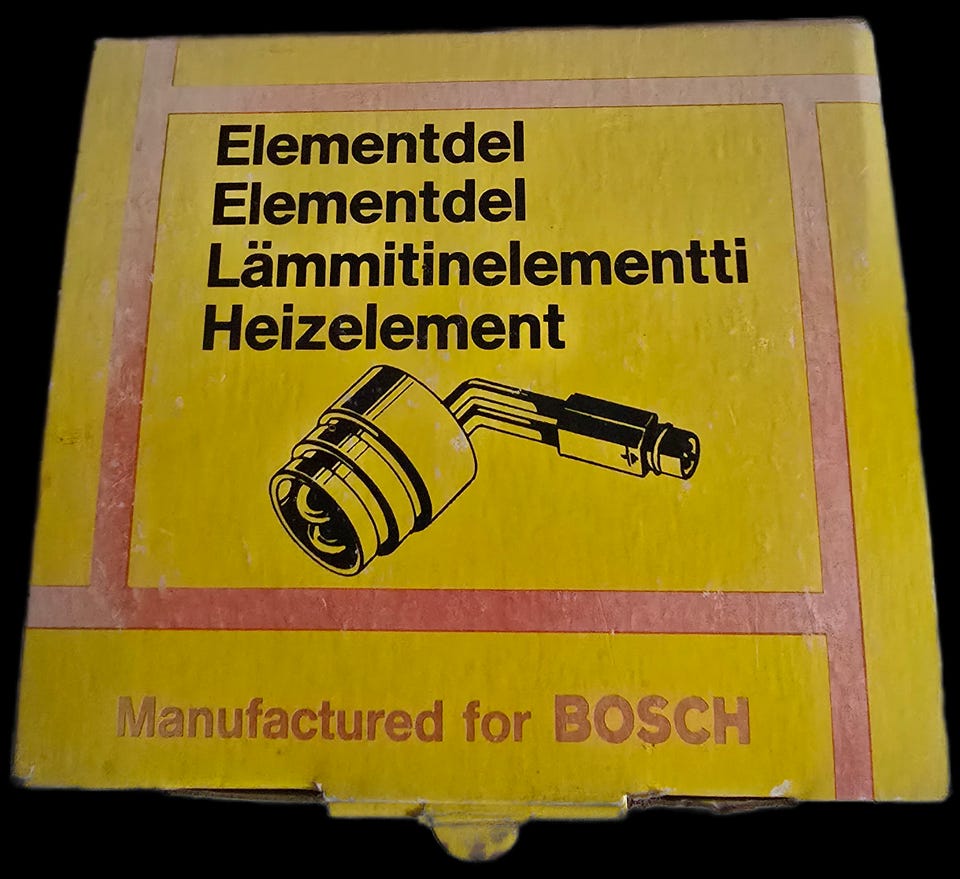 Elementdel
Elementdel
Lämmitinelementti
Heizelement
Manufactured for BOSCH